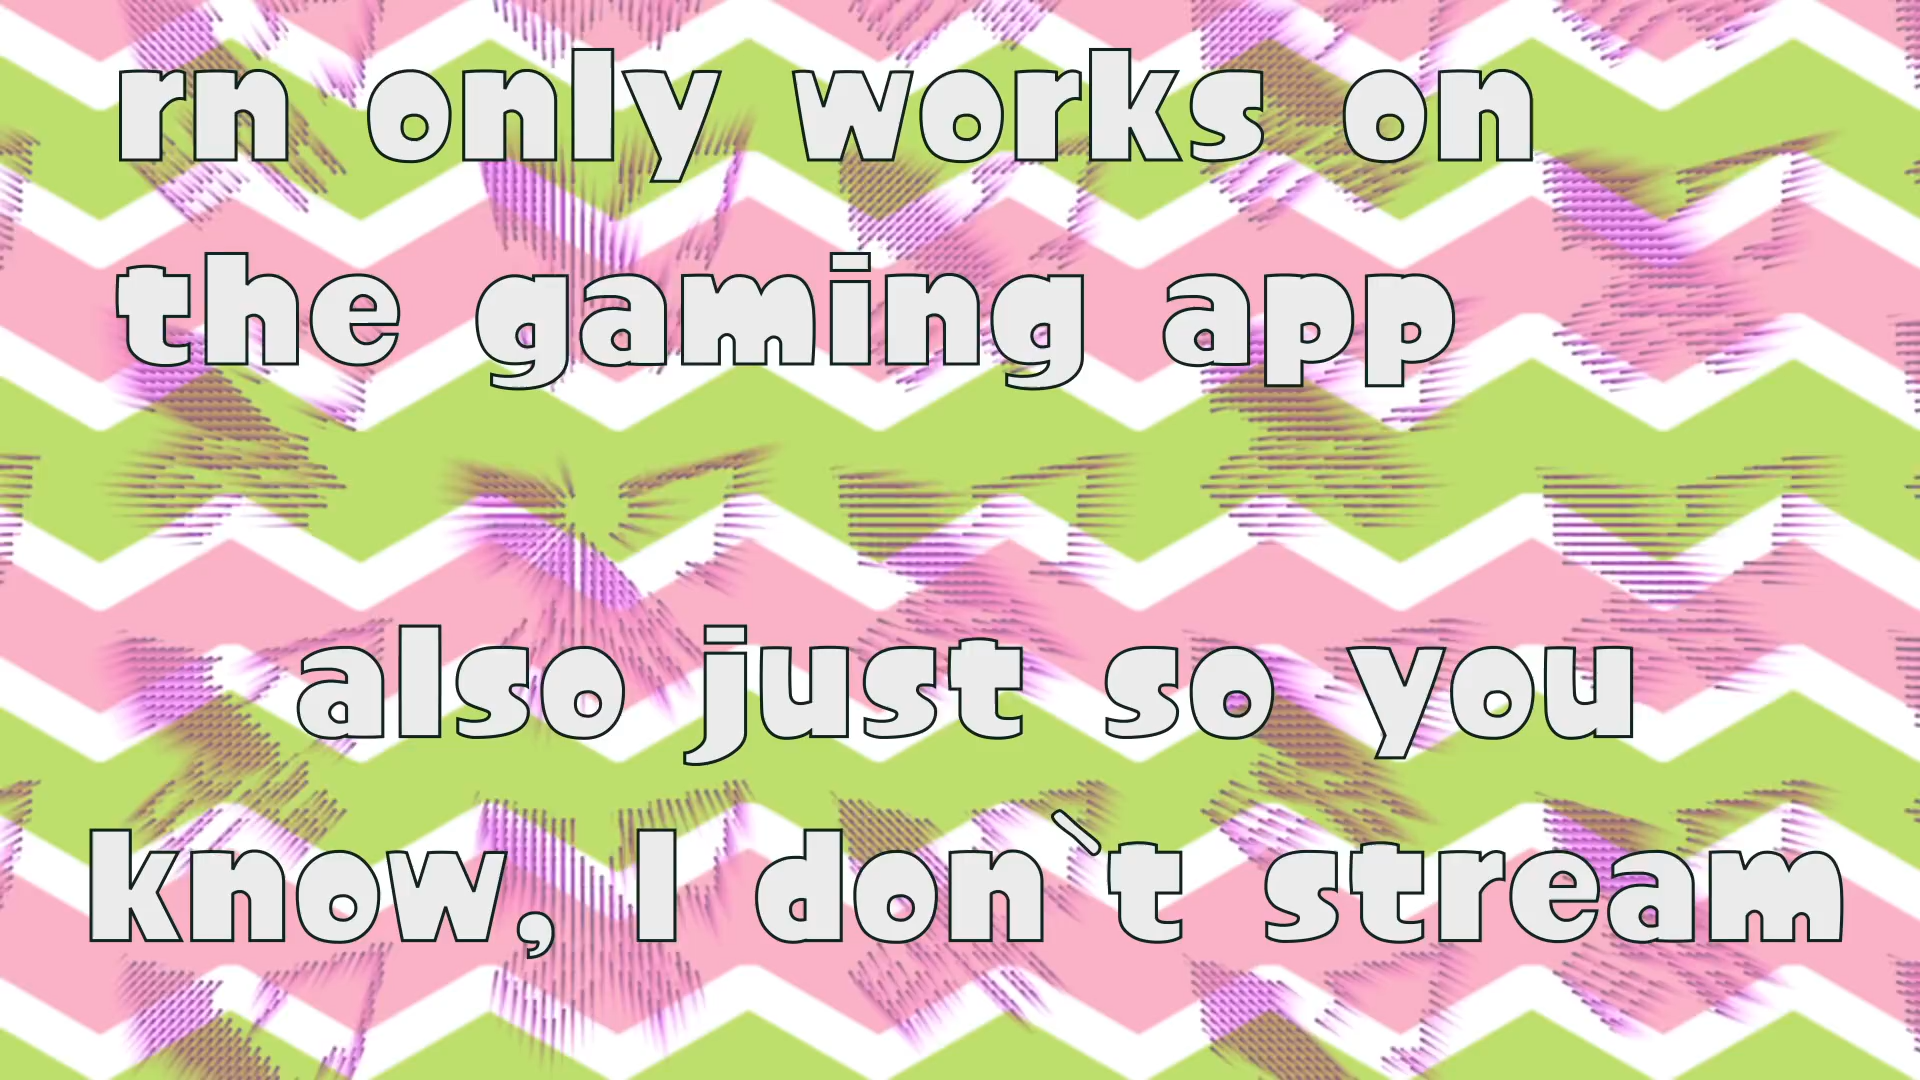 rn only works on
the gaming app
also just so you
know, I don`t stream